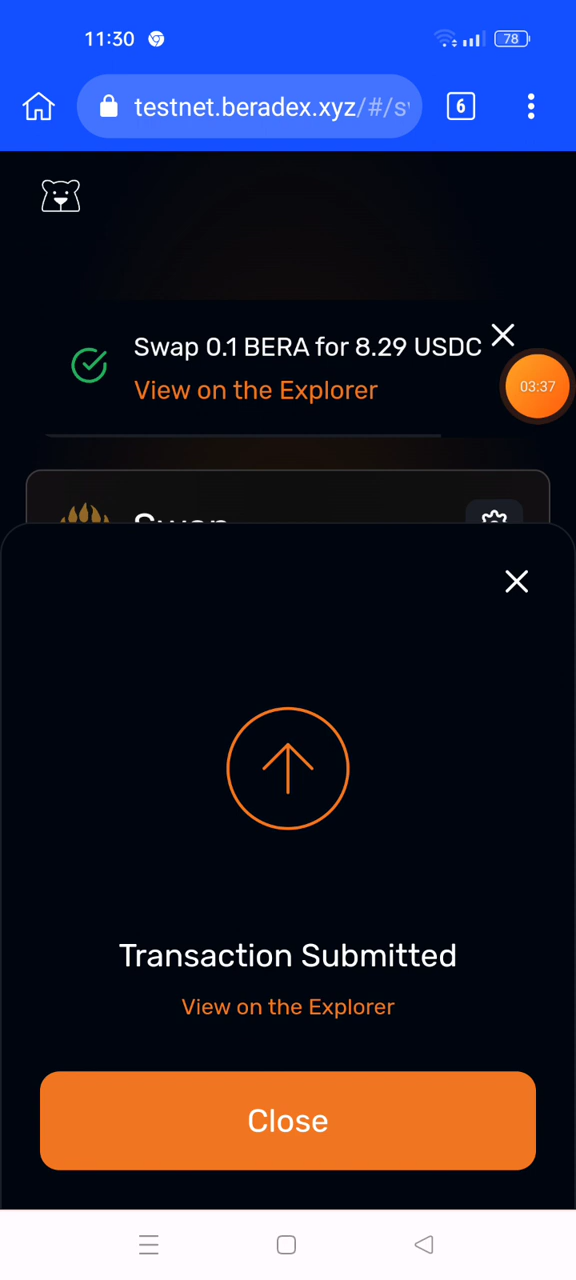 11:30
78
testnet.beradex.xyz/#/s
6
Swap 0.1 BERA for 8.29 USDC
View on the Explorer
03:37
Swap
Transaction Submitted
View on the Explorer
Close